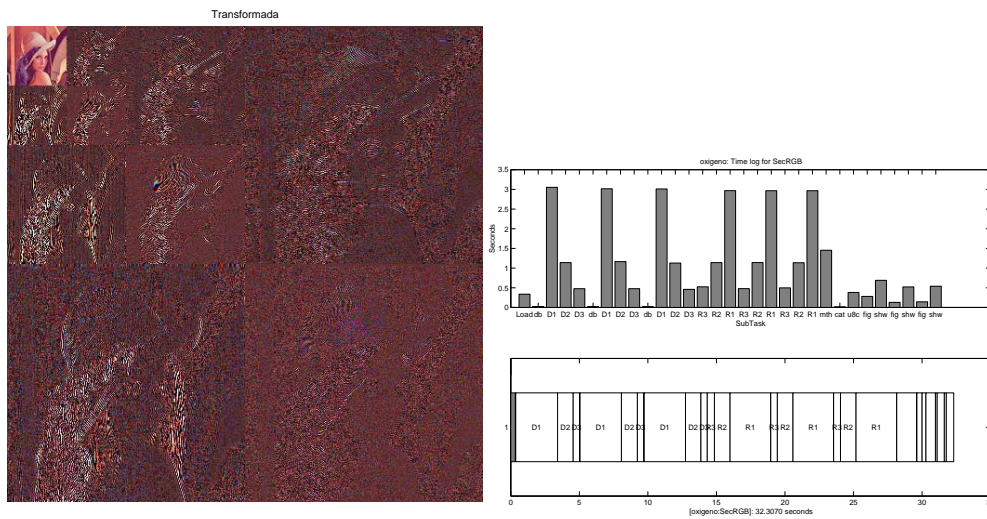 Transformada
oxigeno: Time log for SecRGB
3.5
3
2.5
2
1.5
1
0.5
0
Seconds
Load db D1 D2 D3 db D1 D2 D3 db D1 D2 D3 R3 R2 R1 R3 R2 R1 R3 R2 R1 mth cat u8c fig shw fig shw fig shw
SubTask
1
D1 D2 D3 D1 D2 D3 D1 D2 D3 R3 R2 R1 R3 R2 R1 R3 R2 R1
0 5 10 15 20 25 30
[oxigeno:SecRGB]: 32.3070 seconds